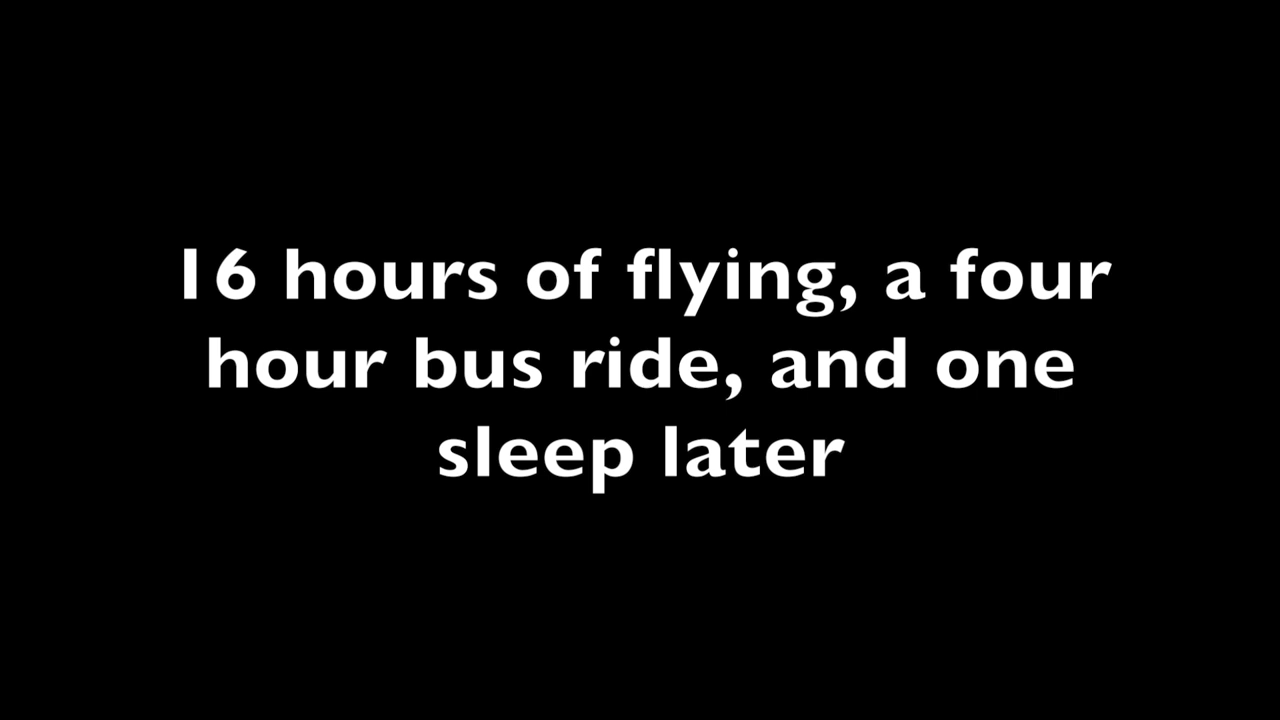 16 hours of flying, a four
hour bus ride, and one
sleep later